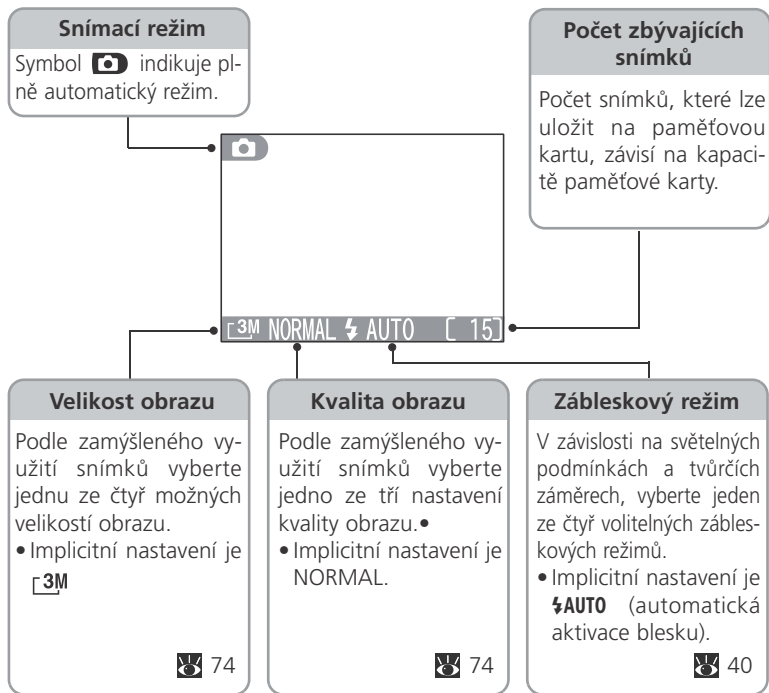 Snímací režim
Symbol indikuje pl-
ně automatický režim.
Počet zbývajících
snímků
Počet snímků, které lze
uložit na paměťovou
kartu, závisí na kapaci-
tě paměťové karty.
3M NORMAL AUTO [ 15]
Velikost obrazu
Podle zamýšleného vy-
užití snímků vyberte
jednu ze čtyř možných
velikostí obrazu.
• Implicitní nastavení je
3M
74
Kvalita obrazu
Podle zamýšleného vy-
užití snímků vyberte
jedno ze tří nastavení
kvality obrazu.•
• Implicitní nastavení je
NORMAL.
74
Zábleskový režim
V závislosti na světelných
podmínkách a tvůrčích
záměrech, vyberte jeden
ze čtyř volitelných zábles-
kových režimů.
• Implicitní nastavení je
AUTO (automatická
aktivace blesku).
40